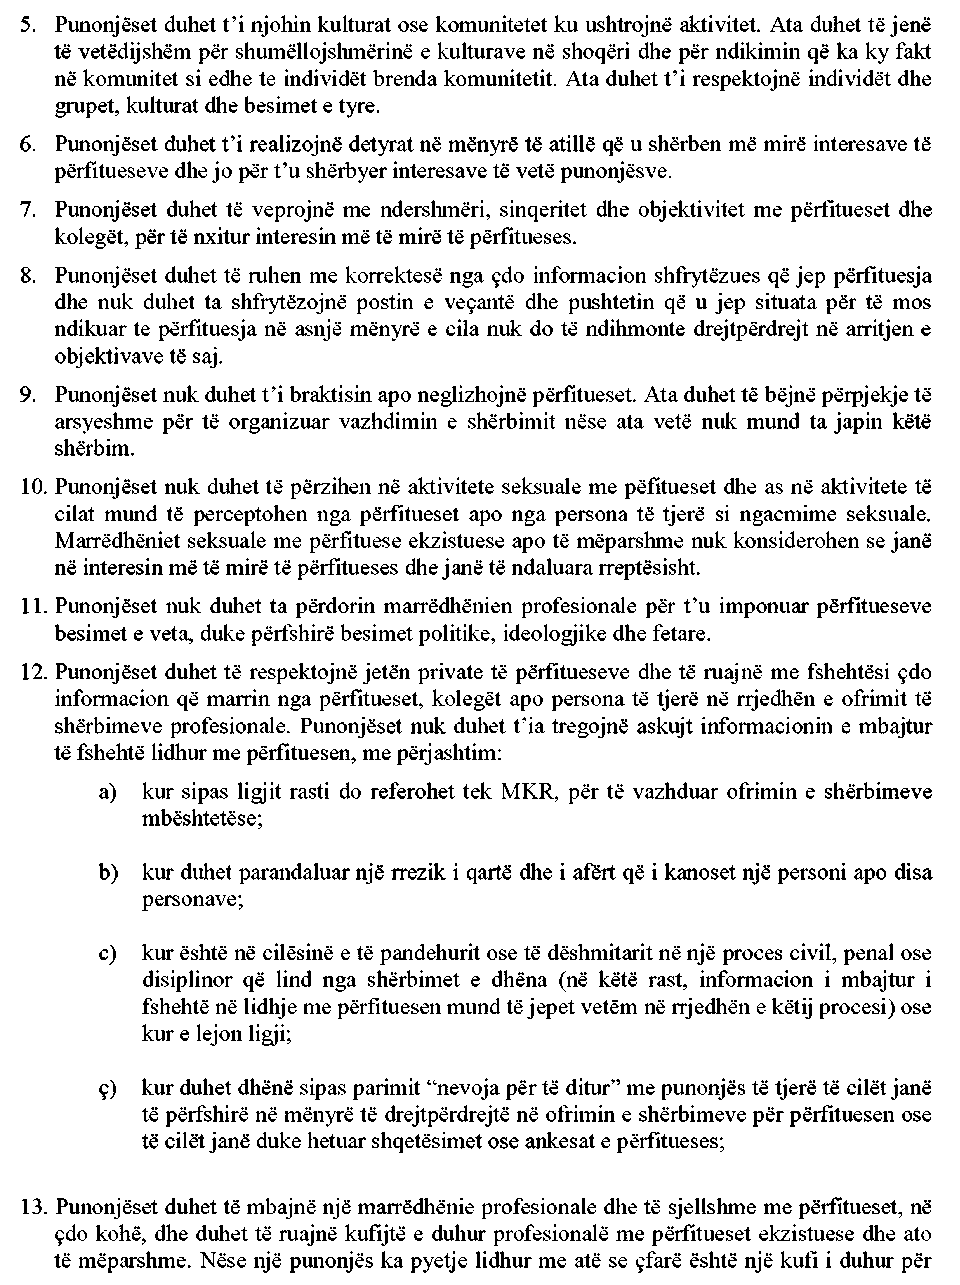 5. Punonjëset duhet t’i njohin kulturat ose komunitetet ku ushtrojnë aktivitet. Ata duhet të jenë
të vetëdijshëm për shumëllojshmërinë e kulturave në shoqëri dhe për ndikimin që ka ky fakt
në komunitet si edhe te individët brenda komunitetit. Ata duhet t’i respektojnë individët dhe
grupet, kulturat dhe besimet e tyre.
6. Punonjëset duhet t’i realizojnë detyrat në mënyrë të atillë që u shërben më mirë interesave të
përfitueseve dhe jo për t’u shërbyer interesave të vetë punonjësve.
7. Punonjëset duhet të veprojnë me ndershmëri, sinqeritet dhe objektivitet me përfitueset dhe
kolegët, për të nxitur interesin më të mirë të përfitueses.
8. Punonjëset duhet të ruhen me korrektesë nga çdo informacion shfrytëzues që jep përfituesja
dhe nuk duhet ta shfrytëzojnë postin e veçantë dhe pushtetin që u jep situata për të mos
ndikuar te përfituesja në asnjë mënyrë e cila nuk do të ndihmonte drejtpërdrejt në arritjen e
objektivave të saj.
9. Punonjëset nuk duhet t’i braktisin apo neglizhojnë përfitueset. Ata duhet të bëjnë përpjekje të
arsyeshme për të organizuar vazhdimin e shërbimit nëse ata vetë nuk mund ta japin këtë
shërbim.
10. Punonjëset nuk duhet të përzihen në aktivitete seksuale me pëfitueset dhe as në aktivitete të
cilat mund të perceptohen nga përfitueset apo nga persona të tjerë si ngacmime seksuale.
Marrëdhëniet seksuale me përfituese ekzistuese apo të mëparshme nuk konsiderohen se janë
në interesin më të mirë të përfitueses dhe janë të ndaluara rreptësisht.
11. Punonjëset nuk duhet ta përdorin marrëdhënien profesionale për t’u imponuar përfitueseve
besimet e veta, duke përfshirë besimet politike, ideologjike dhe fetare.
12. Punonjëset duhet të respektojnë jetën private të përfitueseve dhe të ruajnë me fshehtësi çdo
informacion që marrin nga përfitueset, kolegët apo persona të tjerë në rrjedhën e ofrimit të
shërbimeve profesionale. Punonjëset nuk duhet t’ia tregojnë askujt informacionin e mbajtur
të fshehtë lidhur me përfituesen, me përjashtim:
a) kur sipas ligjit rasti do referohet tek MKR, për të vazhduar ofrimin e shërbimeve
mbështetëse;
b) kur duhet parandaluar një rrezik i qartë dhe i afërt që i kanoset një personi apo disa
personave;
c) kur është në cilësinë e të pandehurit ose të dëshmitarit në një proces civil, penal ose
disiplinor që lind nga shërbimet e dhëna (në këtë rast, informacion i mbajtur i
fshehtë në lidhje me përfituesen mund të jepet vetëm në rrjedhën e këtij procesi) ose
kur e lejon ligji;
ç) kur duhet dhënë sipas parimit “nevoja për të ditur” me punonjës të tjerë të cilët janë
të përfshirë në mënyrë të drejtpërdrejtë në ofrimin e shërbimeve për përfituesen ose
të cilët janë duke hetuar shqetësimet ose ankesat e përfitueses;
13. Punonjëset duhet të mbajnë një marrëdhënie profesionale dhe të sjellshme me përfitueset, në
çdo kohë, dhe duhet të ruajnë kufijtë e duhur profesionalë me përfitueset ekzistuese dhe ato
të mëparshme. Nëse një punonjës ka pyetje lidhur me atë se çfarë është një kufi i duhur për